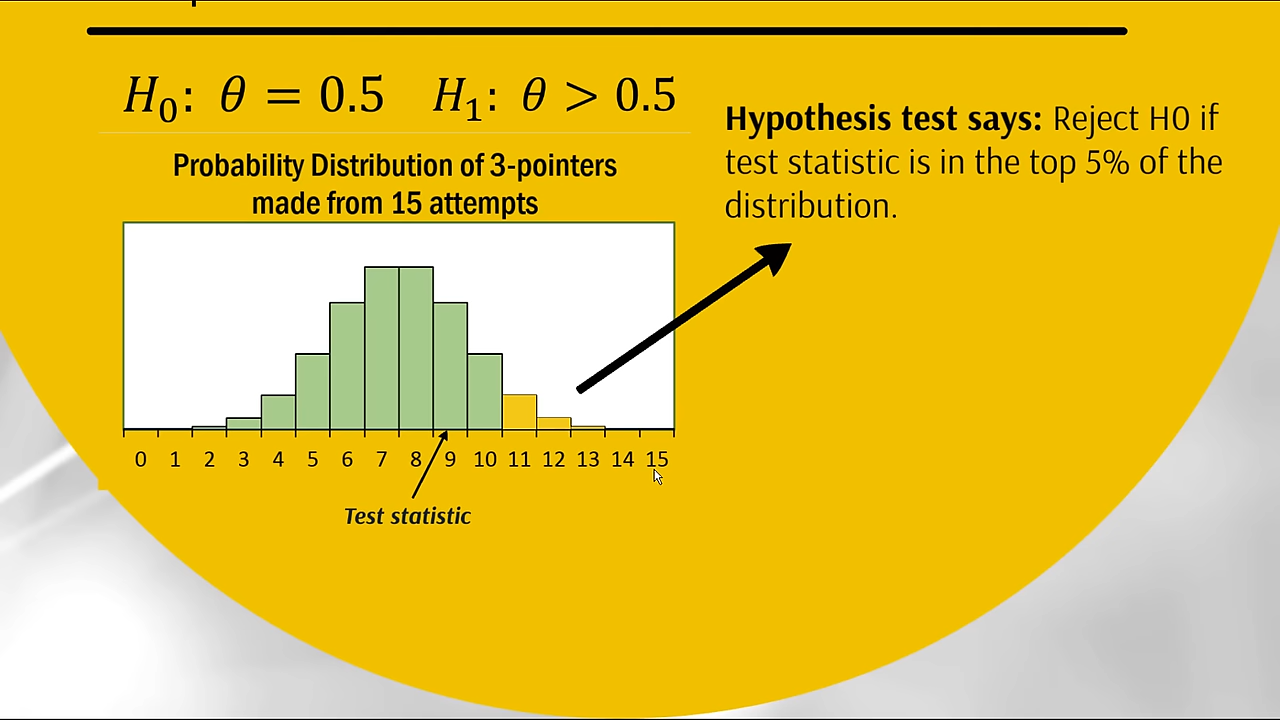 H₀: θ = 0.5 H₁: θ > 0.5
Hypothesis test says: Reject H0 if
test statistic is in the top 5% of the
distribution.
Probability Distribution of 3-pointers
made from 15 attempts
0 1 2 3 4 5 6 7 8 9 10 11 12 13 14 15
Test statistic